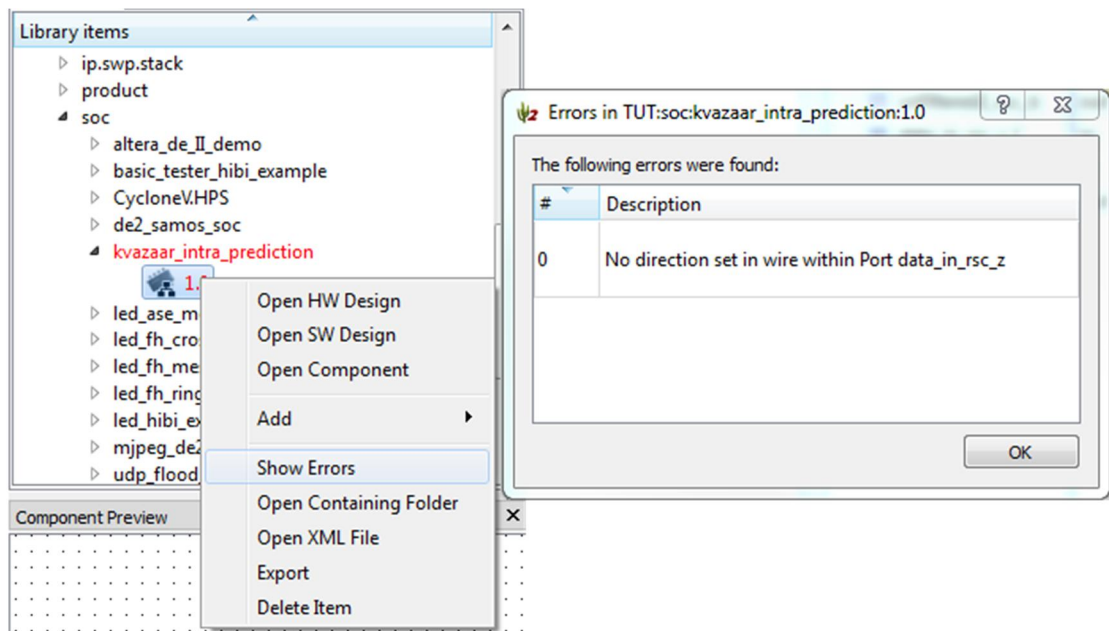 Library items
ip.swp.stack
product
soc
altera_de_II_demo
basic_tester_hibi_example
CycloneV.HPS
de2_samos_soc
kvazaar_intra_prediction
1.
led_ase_m
led_fh_cro
led_fh_me
led_fh_ring
led_hibi_ex
mjpeg_de2
udp_flood_
Component Preview
Open HW Design
Open SW Design
Open Component
Add
Show Errors
Open Containing Folder
Open XML File
Export
Delete Item
Errors in TUT:soc:kvazaar_intra_prediction:1.0
The following errors were found:
# Description
0 No direction set in wire within Port data_in_rsc_z
OK